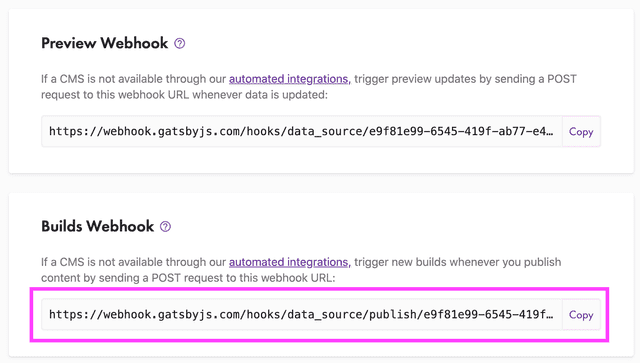 Preview Webhook
If a CMS is not available through our automated integrations, trigger preview updates by sending a POST
request to this webhook URL whenever data is updated:
https://webhook.gatsbyjs.com/hooks/data_source/e9f81e99-6545-419f-ab77-e4… Copy
Builds Webhook
If a CMS is not available through our automated integrations, trigger new builds whenever you publish
content by sending a POST request to this webhook URL:
https://webhook.gatsbyjs.com/hooks/data_source/publish/e9f81e99-6545-419f… Copy